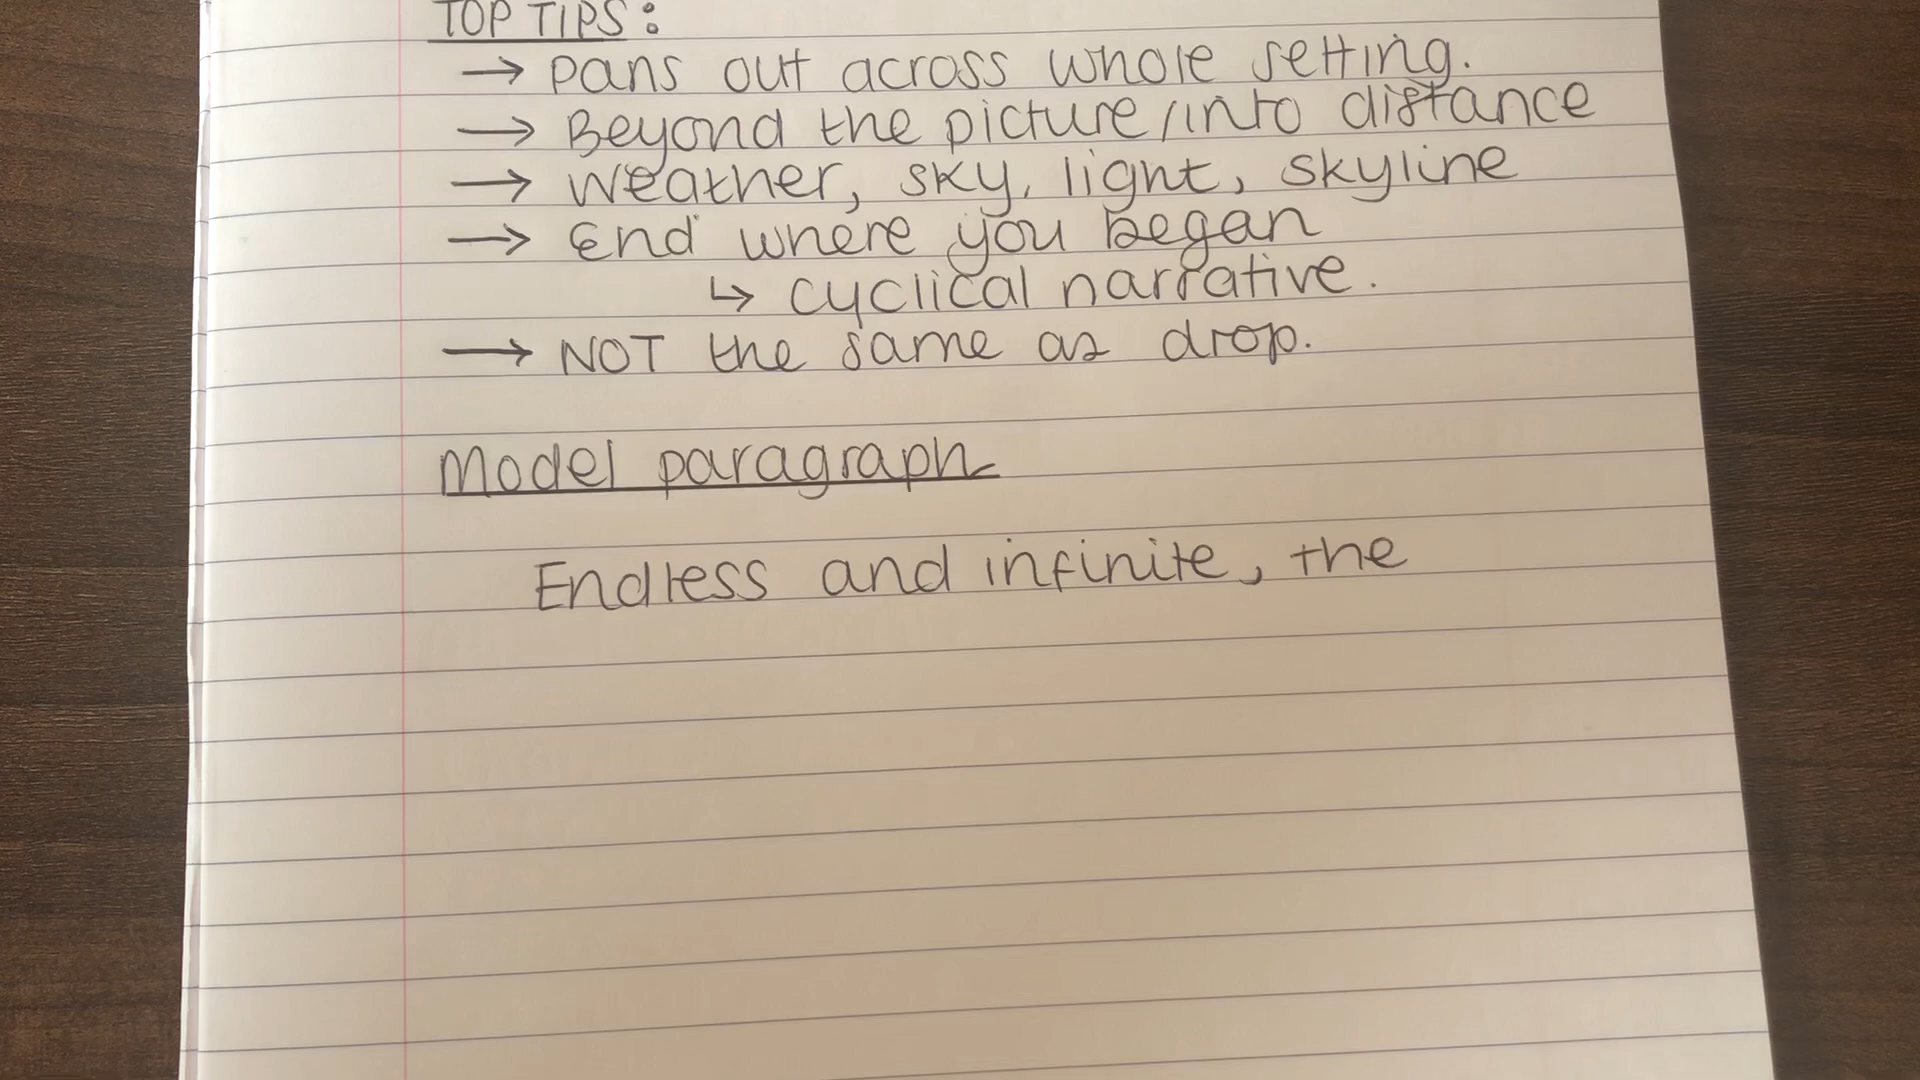 TOP TIPS:
→ pans out across whole setting.
→ Beyond the picture/into distance
→ weather, sky, light, skyline
→ End where you began
↳ cyclical narrative.
→ NOT the same as drop.
Model paragraph
Endless and infinite, the